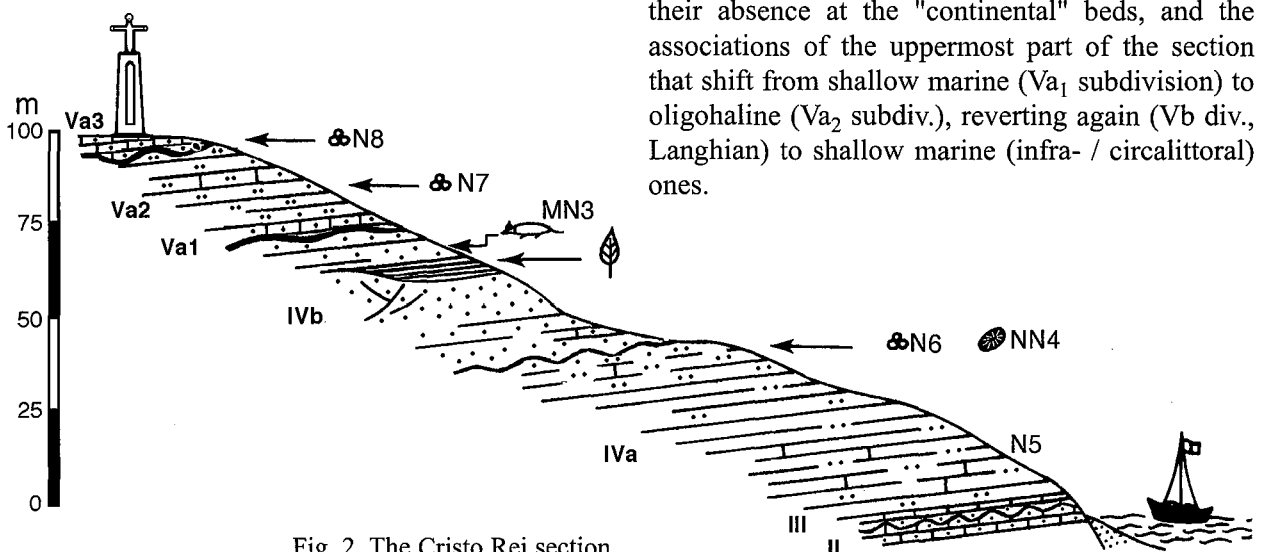 their absence at the "continental" beds, and the
associations of the uppermost part of the section
that shift from shallow marine (Va1 subdivision) to
oligohaline (Va2 subdiv.), reverting again (Vb div.,
Langhian) to shallow marine (infra- / circalittoral)
ones.
m
100
75
50
25
0
Va3
Va2
Va1
IVb
IVa
III
II
N8
N7
MN3
N6 NN4
N5
Fig. 2. The Cristo Rei section